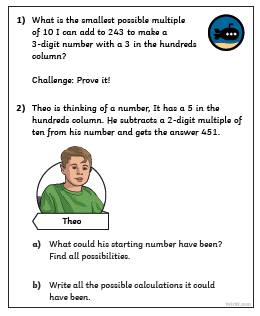 1) What is the smallest possible multiple
of 10 I can add to 243 to make a
3-digit number with a 3 in the hundreds
column?
Challenge: Prove it!
2) Theo is thinking of a number, It has a 5 in the
hundreds column. He subtracts a 2-digit multiple of
ten from his number and gets the answer 451.
Theo
a) What could his starting number have been?
Find all possibilities.
b) Write all the possible calculations it could
have been.